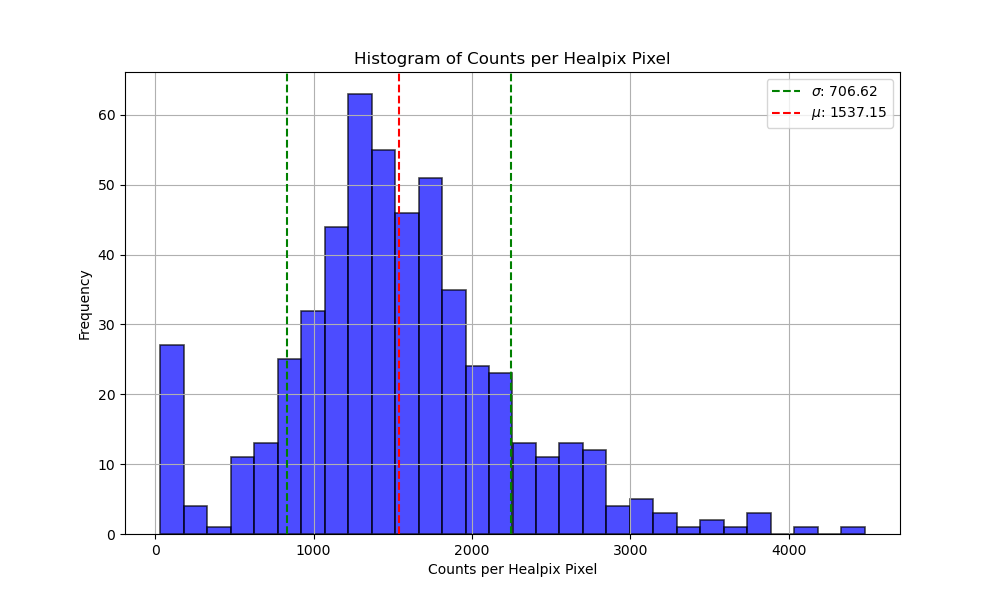 Histogram of Counts per Healpix Pixel
σ: 706.62
μ: 1537.15
60
50
40
30
20
10
0
Frequency
0 1000 2000 3000 4000
Counts per Healpix Pixel